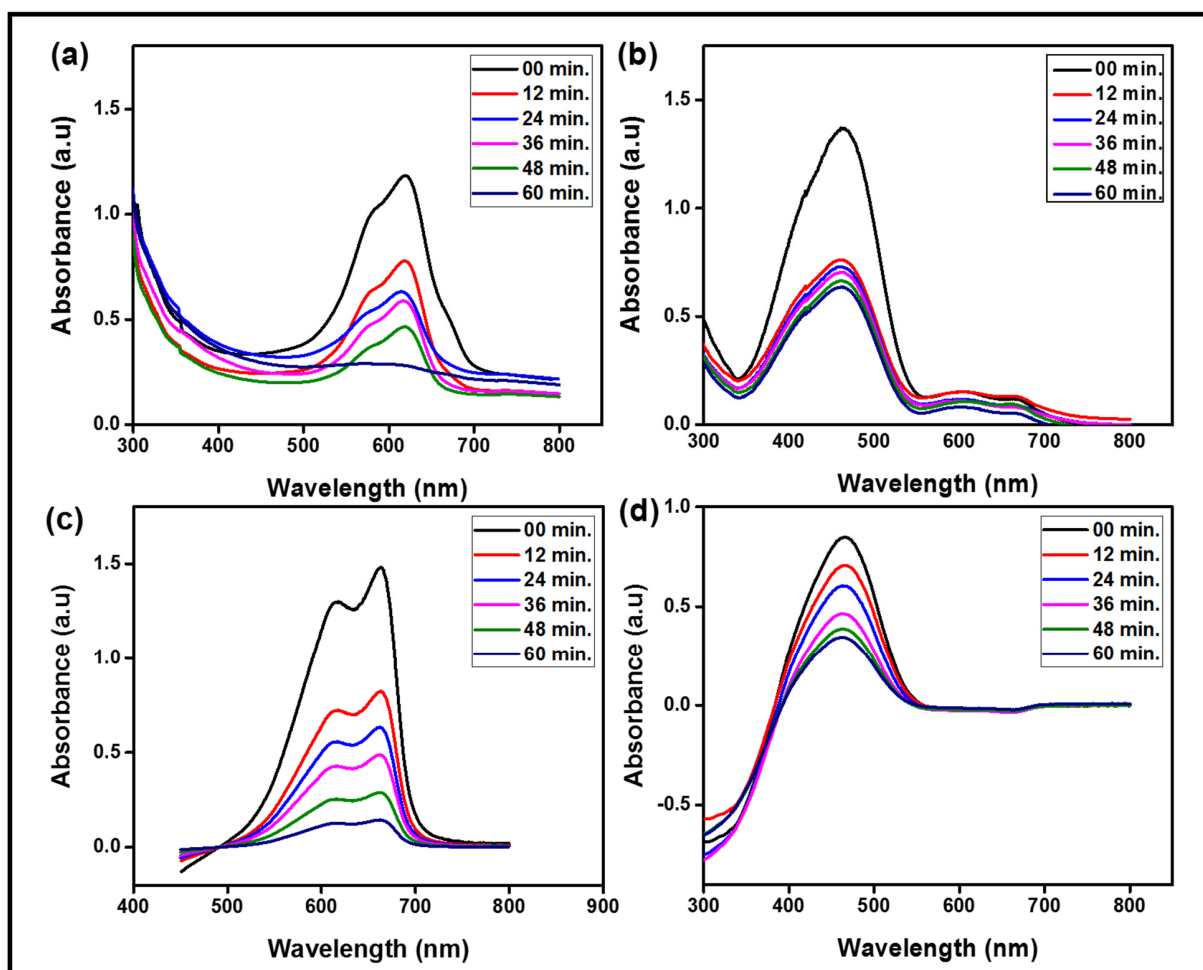 (a)
00 min.
12 min.
24 min.
36 min.
48 min.
60 min.
Absorbance (a.u)
1.5
1.0
0.5
0.0
300 400 500 600 700 800
Wavelength (nm)
(b)
00 min.
12 min.
24 min.
36 min.
48 min.
60 min.
Absorbance (a.u)
1.5
1.0
0.5
0.0
300 400 500 600 700 800
Wavelength (nm)
(c)
00 min.
12 min.
24 min.
36 min.
48 min.
60 min.
Absorbance (a.u)
1.5
1.0
0.5
0.0
400 500 600 700 800 900
Wavelength (nm)
(d)
00 min.
12 min.
24 min.
36 min.
48 min.
60 min.
Absorbance (a.u)
1.0
0.5
0.0
-0.5
300 400 500 600 700 800
Wavelength (nm)